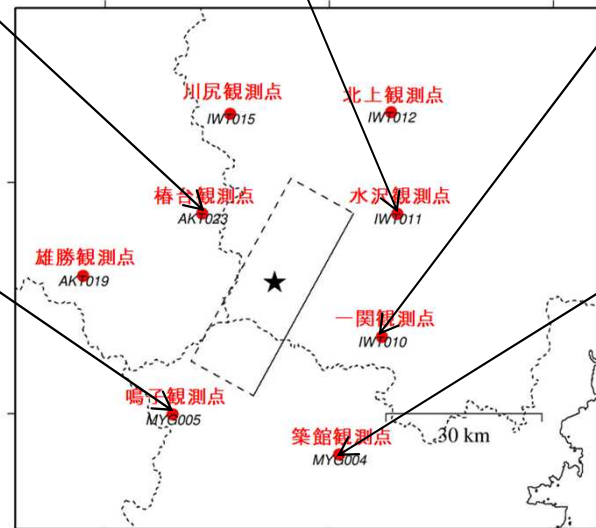 川尻観測点
IWT015
北上観測点
IWT012
椿台観測点
AKT023
水沢観測点
IWT011
雄勝観測点
AKT019
一関観測点
IWT010
鳴子観測点
MYG005
築館観測点
MYG004
30 km